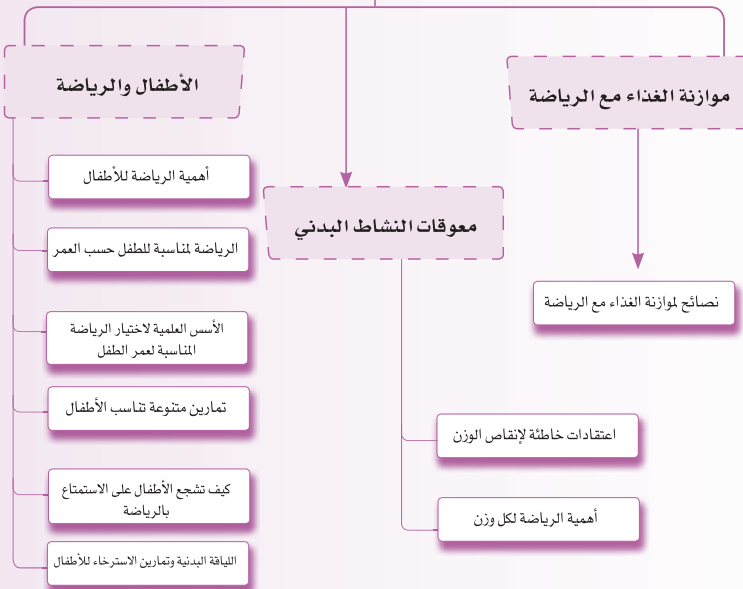 موازنة الغذاء مع الرياضة
نصائح لموازنة الغذاء مع الرياضة
معوقات النشاط البدني
اعتقادات خاطئة لإنقاص الوزن
أهمية الرياضة لكل وزن
الأطفال والرياضة
أهمية الرياضة للأطفال
الرياضة لمناسبة للطفل حسب العمر
الأسس العلمية لاختيار الرياضة
المناسبة لعمر الطفل
تمارين متنوعة تناسب الأطفال
كيف تشجع الأطفال على الاستمتاع
بالرياضة
اللياقة البدنية وتمارين الاسترخاء للأطفال